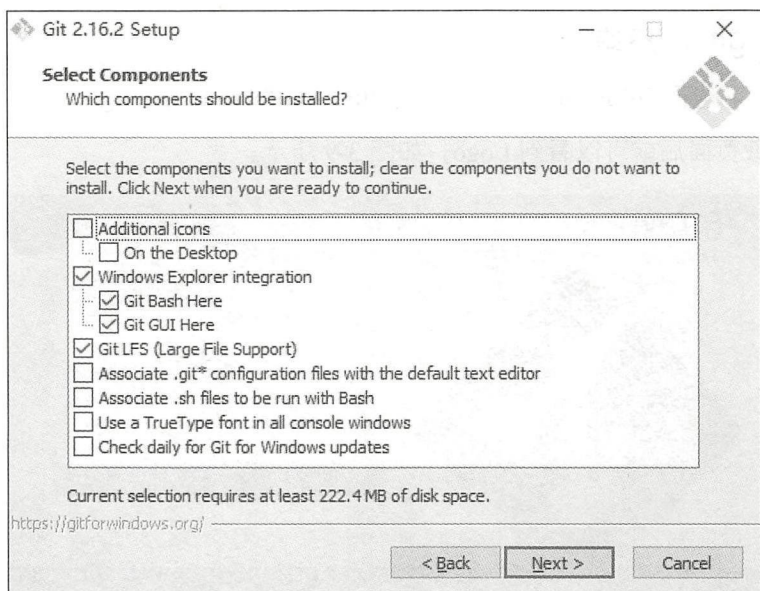 Git 2.16.2 Setup
Select Components
Which components should be installed?
Select the components you want to install; clear the components you do not want to
install. Click Next when you are ready to continue.
Additional icons
On the Desktop
Windows Explorer integration
Git Bash Here
Git GUI Here
Git LFS (Large File Support)
Associate .git* configuration files with the default text editor
Associate .sh files to be run with Bash
Use a TrueType font in all console windows
Check daily for Git for Windows updates
Current selection requires at least 222.4 MB of disk space.
https://gitforwindows.org/
< Back
Next >
Cancel